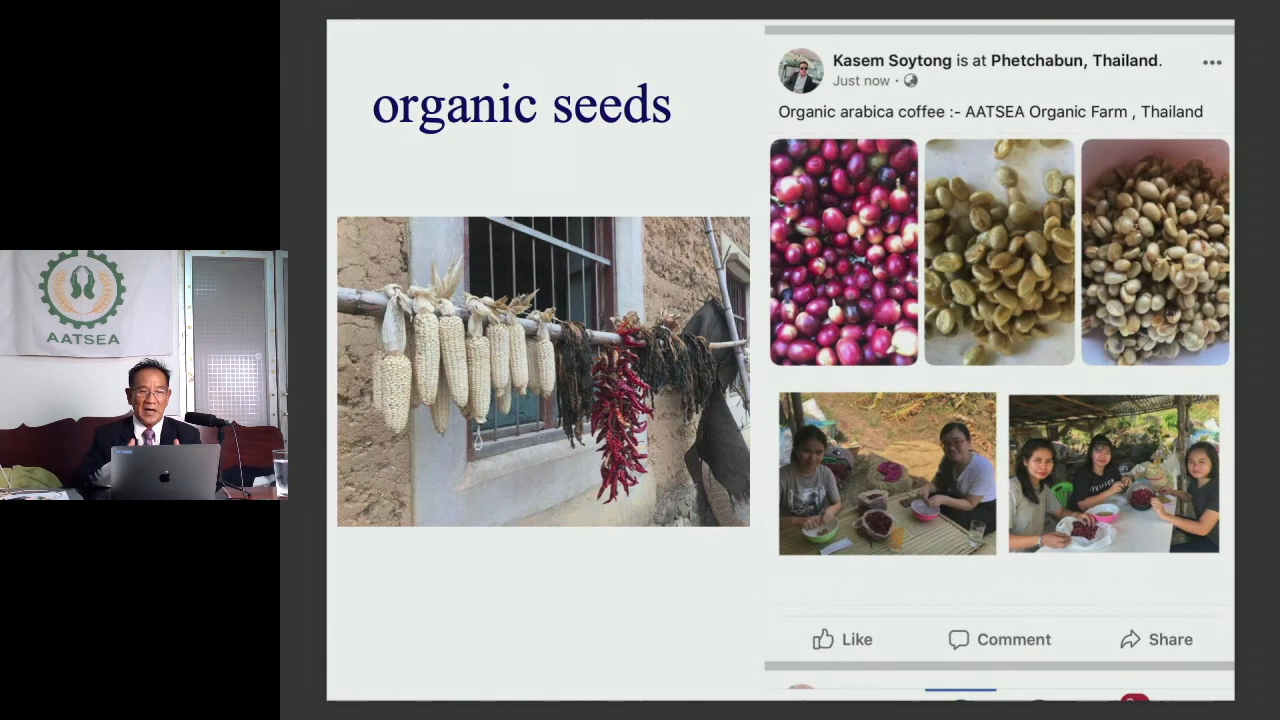 organic seeds
Kasem Soytong is at Phetchabun, Thailand.
Just now
Organic arabica coffee :- AATSEA Organic Farm , Thailand
AATSEA
Like
Comment
Share